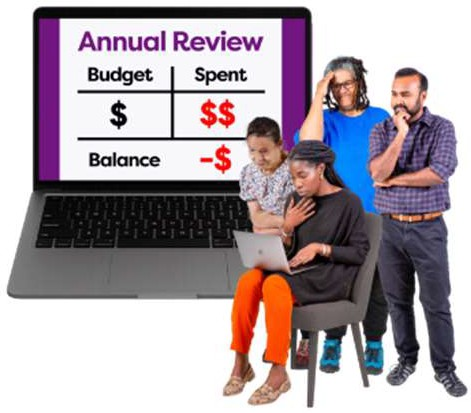 Annual Review
Budget Spent
$ $$
Balance -$